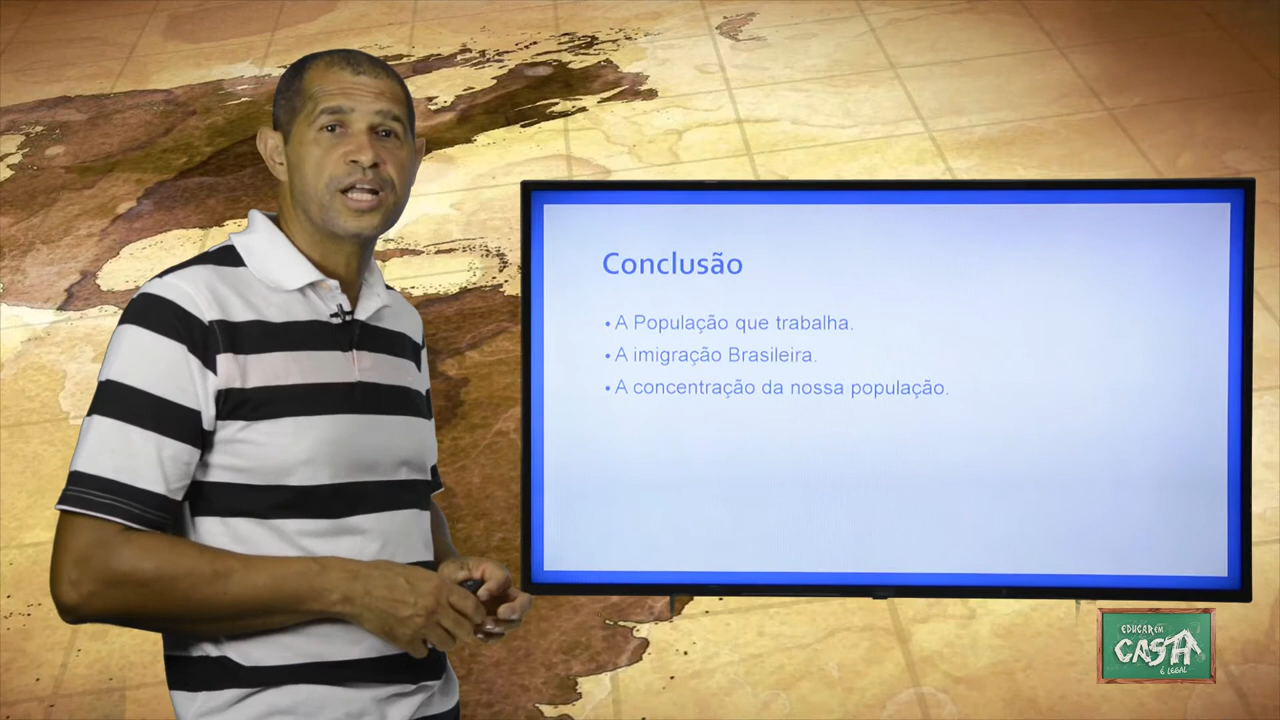 Conclusão
• A População que trabalha.
• A imigração Brasileira.
• A concentração da nossa população.
EDUCAR EM
CASA
É LEGAL